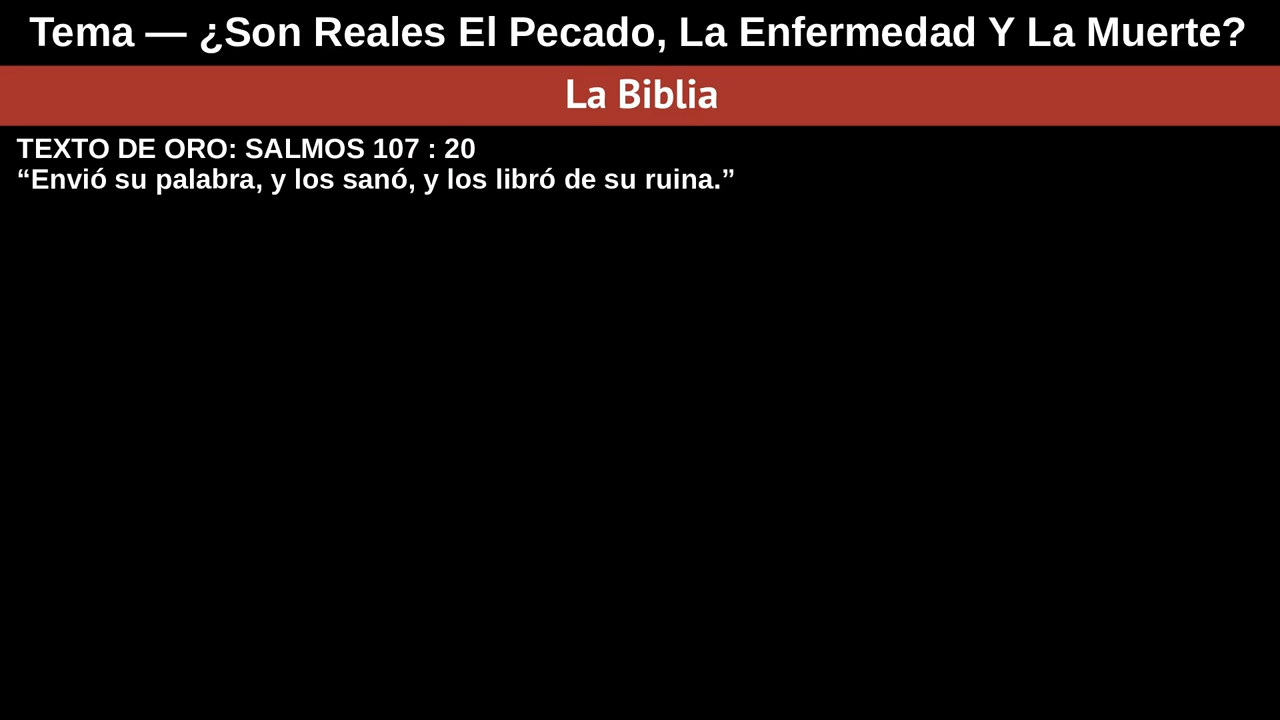 Tema — ¿Son Reales El Pecado, La Enfermedad Y La Muerte?
La Biblia
TEXTO DE ORO: SALMOS 107 : 20
“Envió su palabra, y los sanó, y los libró de su ruina.”